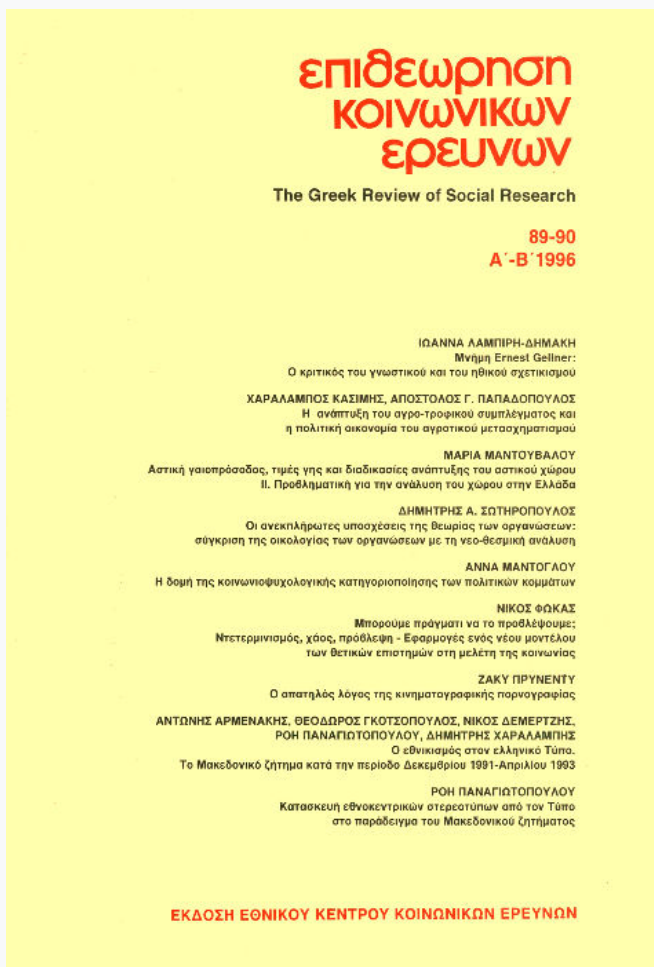 επιθεωρηση
κοινωνικων
ερευνων
The Greek Review of Social Research
89-90
Α΄-Β΄1996
ΙΩΑΝΝΑ ΛΑΜΠΙΡΗ-ΔΗΜΑΚΗ
Μνήμη Ernest Gellner:
Ο κριτικός του γνωστικού και του ηθικού σχετικισμού
ΧΑΡΑΛΑΜΠΟΣ ΚΑΣΙΜΗΣ, ΑΠΟΣΤΟΛΟΣ Γ. ΠΑΠΑΔΟΠΟΥΛΟΣ
Η ανάπτυξη του αγρο-τροφικού συμπλέγματος και
η πολιτική οικονομία του αγροτικού μετασχηματισμού
ΜΑΡΙΑ ΜΑΝΤΟΥΒΑΛΟΥ
Αστική γαιοπρόσοδος, τιμές γης και διαδικασίες ανάπτυξης του αστικού χώρου
ΙΙ. Προβληματική για την ανάλυση του χώρου στην Ελλάδα
ΔΗΜΗΤΡΗΣ Α. ΣΩΤΗΡΟΠΟΥΛΟΣ
Οι ανεκπλήρωτες υποσχέσεις της θεωρίας των οργανώσεων:
σύγκριση της οικολογίας των οργανώσεων με τη νεο-θεσμική ανάλυση
ΑΝΝΑ ΜΑΝΤΟΓΛΟΥ
Η δομή της κοινωνιοψυχολογικής κατηγοριοποίησης των πολιτικών κομμάτων
ΝΙΚΟΣ ΦΩΚΑΣ
Μπορούμε πράγματι να το προβλέψουμε;
Ντετερμινισμός, χάος, πρόβλεψη - Εφαρμογές ενός νέου μοντέλου
των θετικών επιστημών στη μελέτη της κοινωνίας
ΖΑΚΥ ΠΡΥΝΕΝΤΥ
Ο απατηλός λόγος της κινηματογραφικής πορνογραφίας
ΑΝΤΩΝΗΣ ΑΡΜΕΝΑΚΗΣ, ΘΕΟΔΩΡΟΣ ΓΚΟΤΣΟΠΟΥΛΟΣ, ΝΙΚΟΣ ΔΕΜΕΡΤΖΗΣ,
ΡΟΗ ΠΑΝΑΓΙΩΤΟΠΟΥΛΟΥ, ΔΗΜΗΤΡΗΣ ΧΑΡΑΛΑΜΠΗΣ
Ο εθνικισμός στον ελληνικό Τύπο.
Το Μακεδονικό ζήτημα κατά την περίοδο Δεκεμβρίου 1991-Απριλίου 1993
ΡΟΗ ΠΑΝΑΓΙΩΤΟΠΟΥΛΟΥ
Κατασκευή εθνοκεντρικών στερεοτύπων από τον Τύπο
στο παράδειγμα του Μακεδονικού ζητήματος
ΕΚΔΟΣΗ ΕΘΝΙΚΟΥ ΚΕΝΤΡΟΥ ΚΟΙΝΩΝΙΚΩΝ ΕΡΕΥΝΩΝ